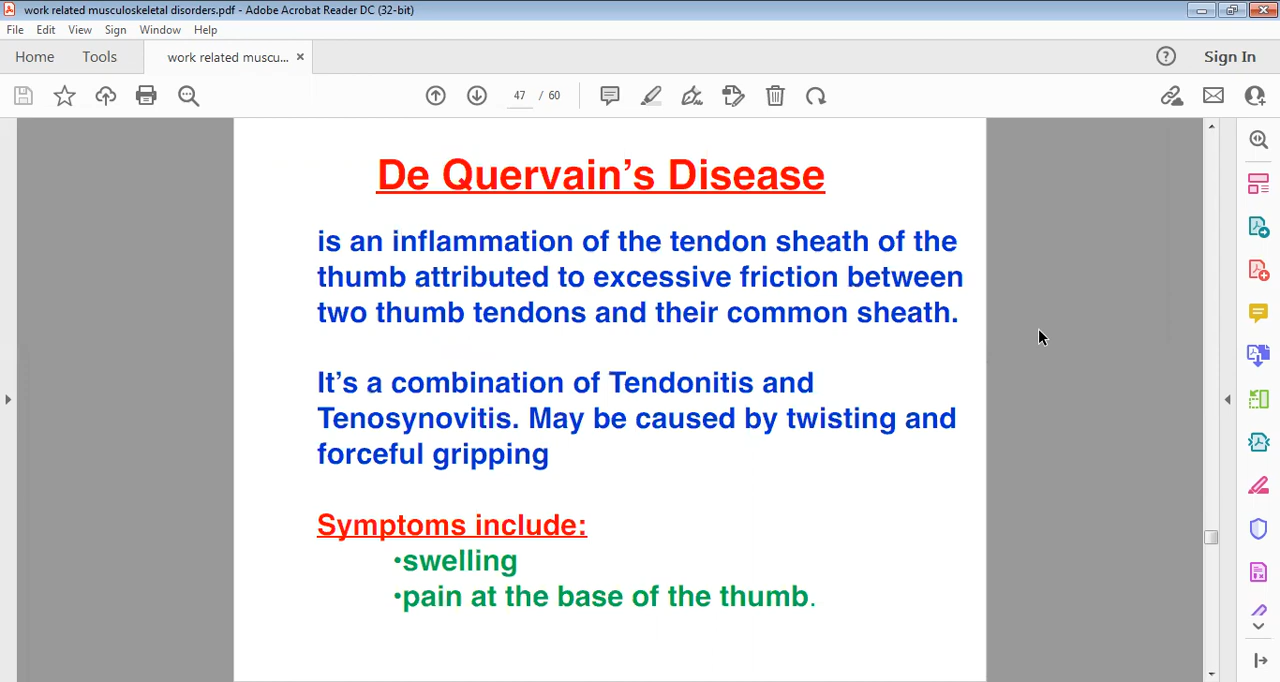 work related musculoskeletal disorders.pdf - Adobe Acrobat Reader DC (32-bit)
File Edit View Sign Window Help
Home Tools work related muscu... × Sign In
47 / 60
De Quervain’s Disease
is an inflammation of the tendon sheath of the
thumb attributed to excessive friction between
two thumb tendons and their common sheath.
It’s a combination of Tendonitis and
Tenosynovitis. May be caused by twisting and
forceful gripping
Symptoms include:
•swelling
•pain at the base of the thumb.